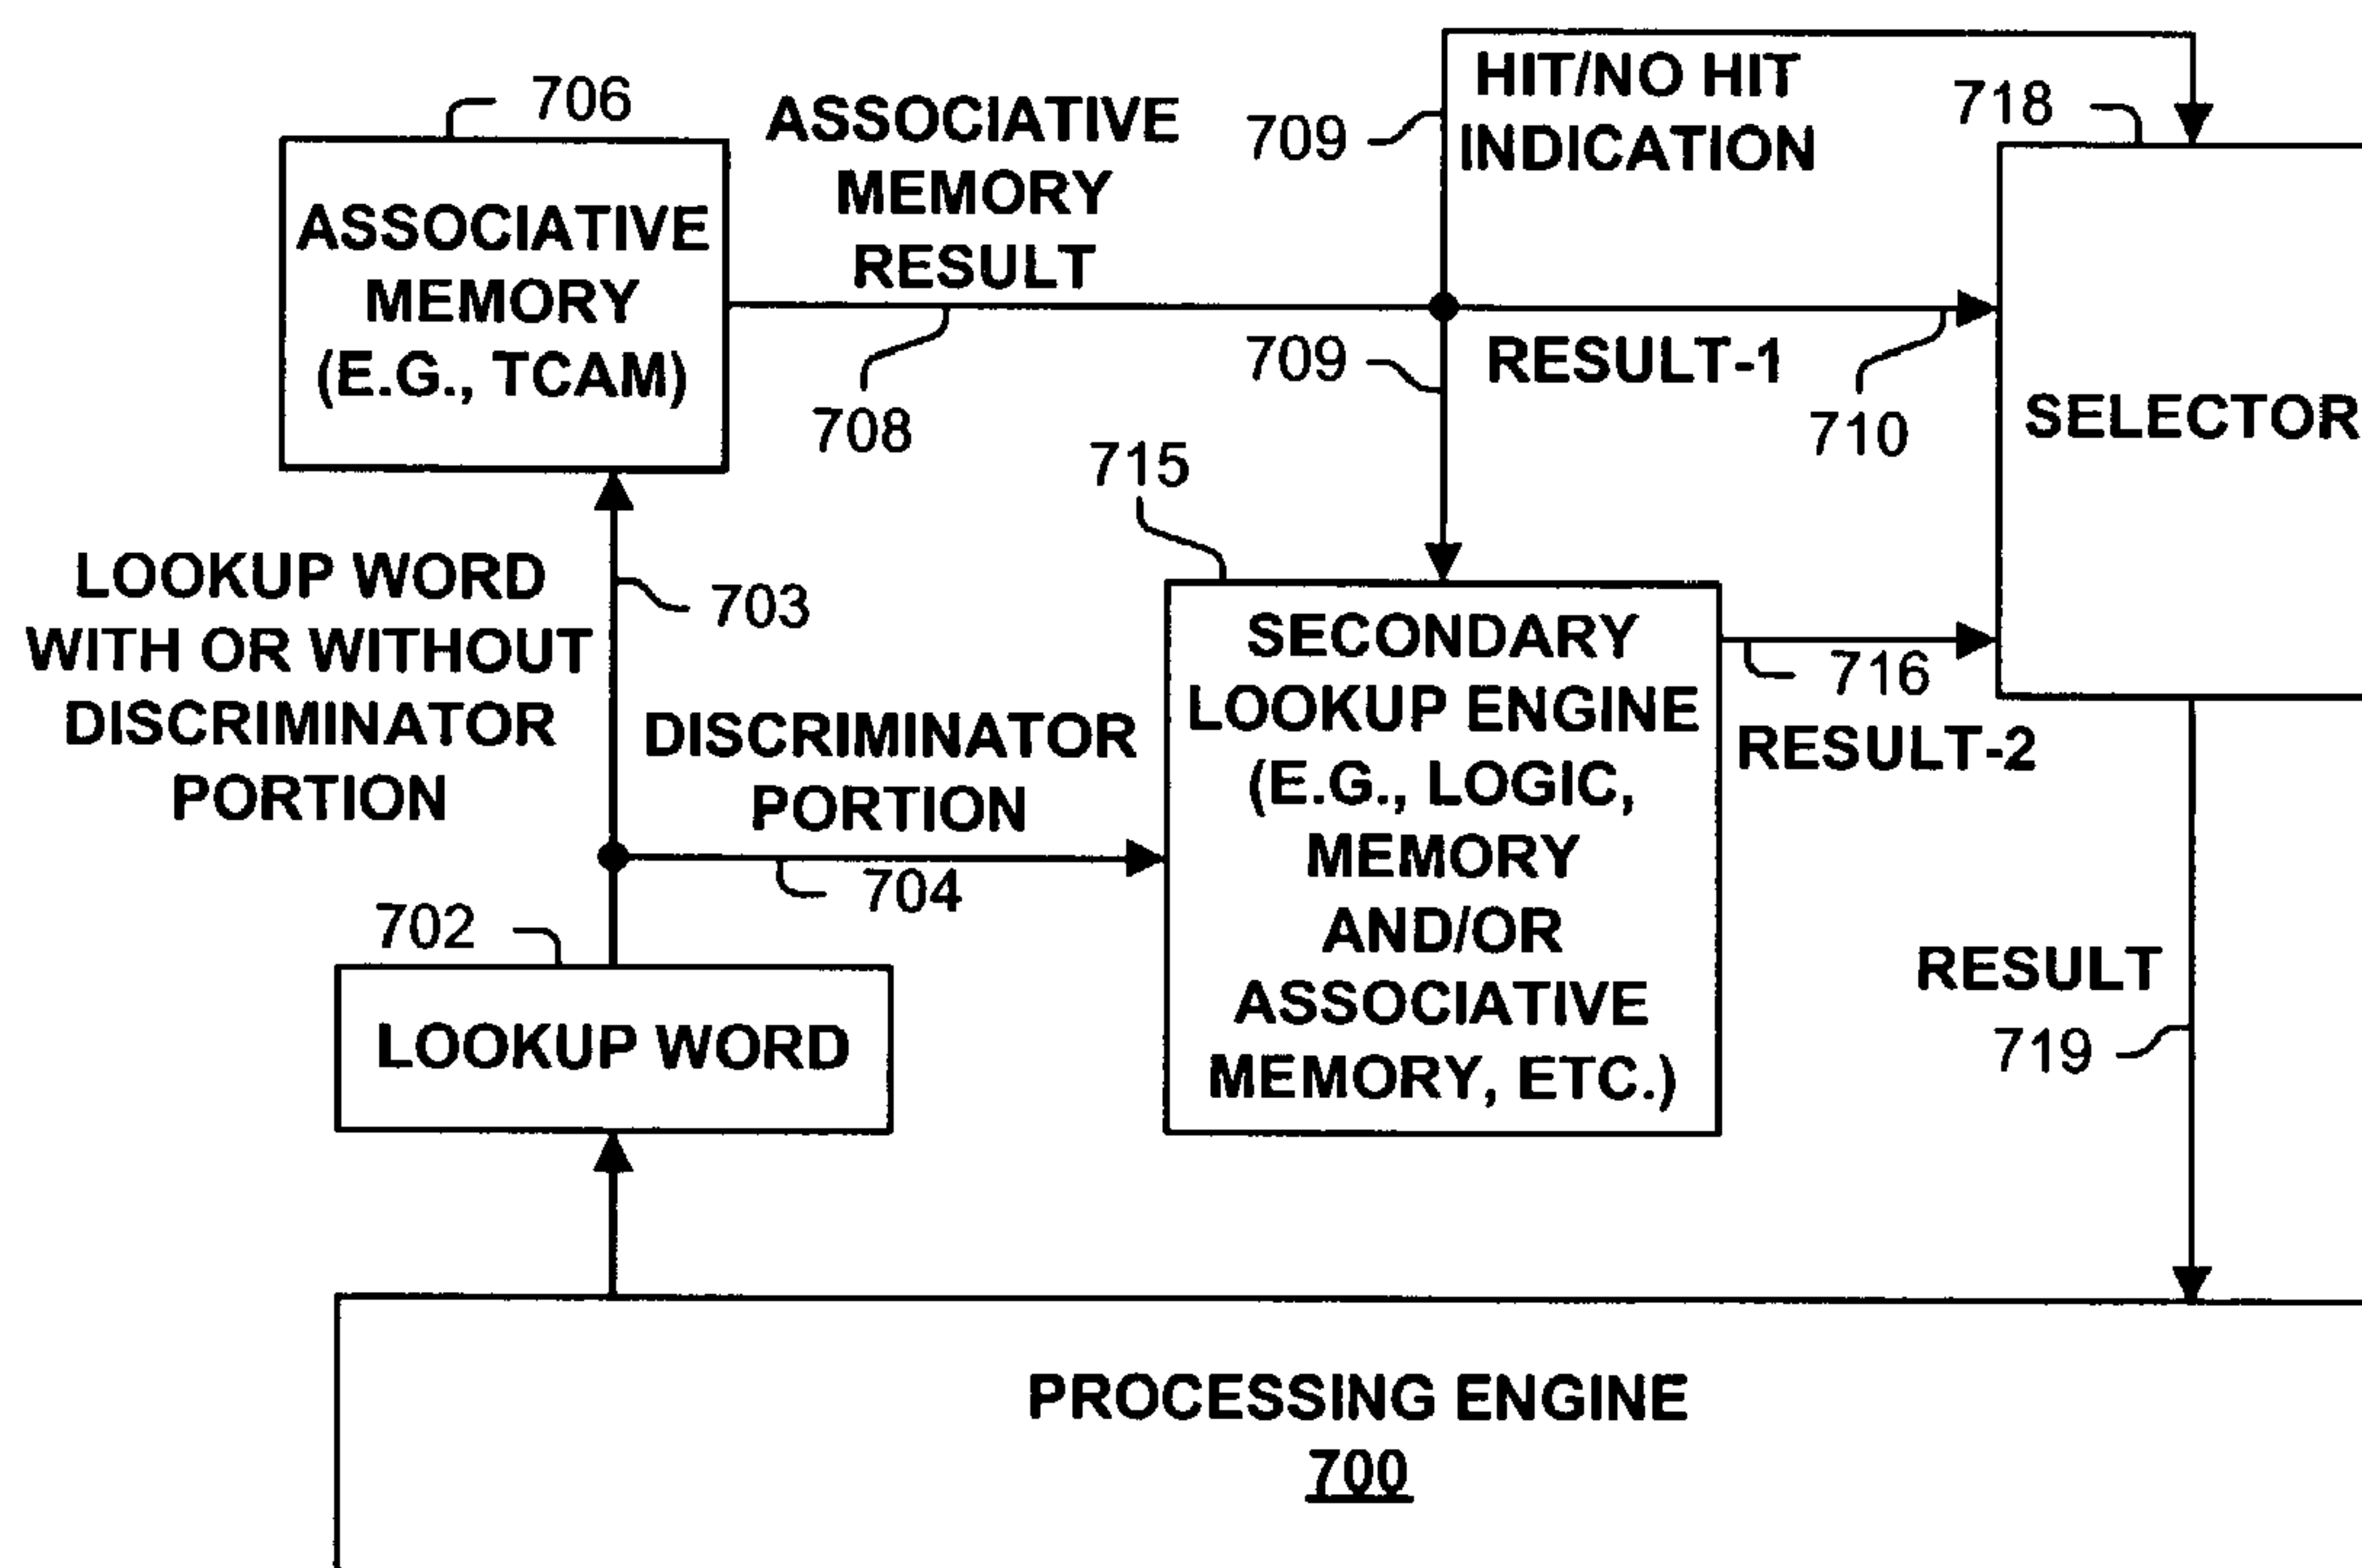 706
ASSOCIATIVE
MEMORY
(E.G., TCAM)
ASSOCIATIVE
MEMORY
RESULT
708
709
HIT/NO HIT
INDICATION
718
709
RESULT-1
710
SELECTOR
715
LOOKUP WORD
WITH OR WITHOUT
DISCRIMINATOR
PORTION
703
DISCRIMINATOR
PORTION
704
SECONDARY
LOOKUP ENGINE
(E.G., LOGIC,
MEMORY
AND/OR
ASSOCIATIVE
MEMORY, ETC.)
716
RESULT-2
702
LOOKUP WORD
RESULT
719
PROCESSING ENGINE
700